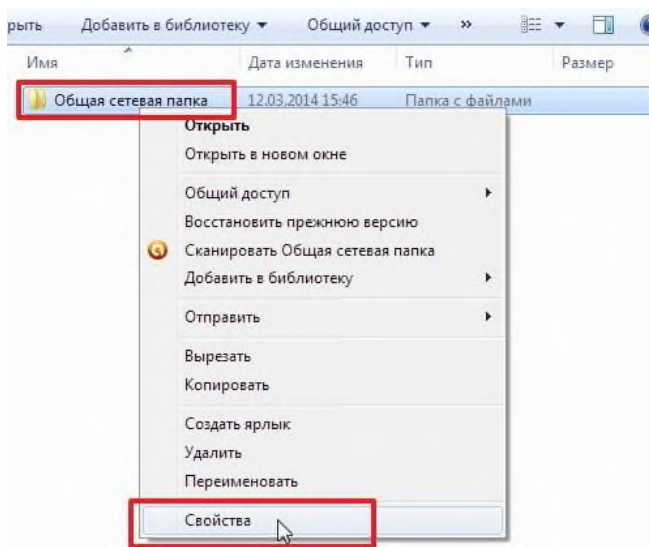 рыть Добавить в библиотеку Общий доступ »
Имя Дата изменения Тип Размер
Общая сетевая папка 12.03.2014 15:46 Папка с файлами
Открыть
Открыть в новом окне
Общий доступ
Восстановить прежнюю версию
Сканировать Общая сетевая папка
Добавить в библиотеку
Отправить
Вырезать
Копировать
Создать ярлык
Удалить
Переименовать
Свойства